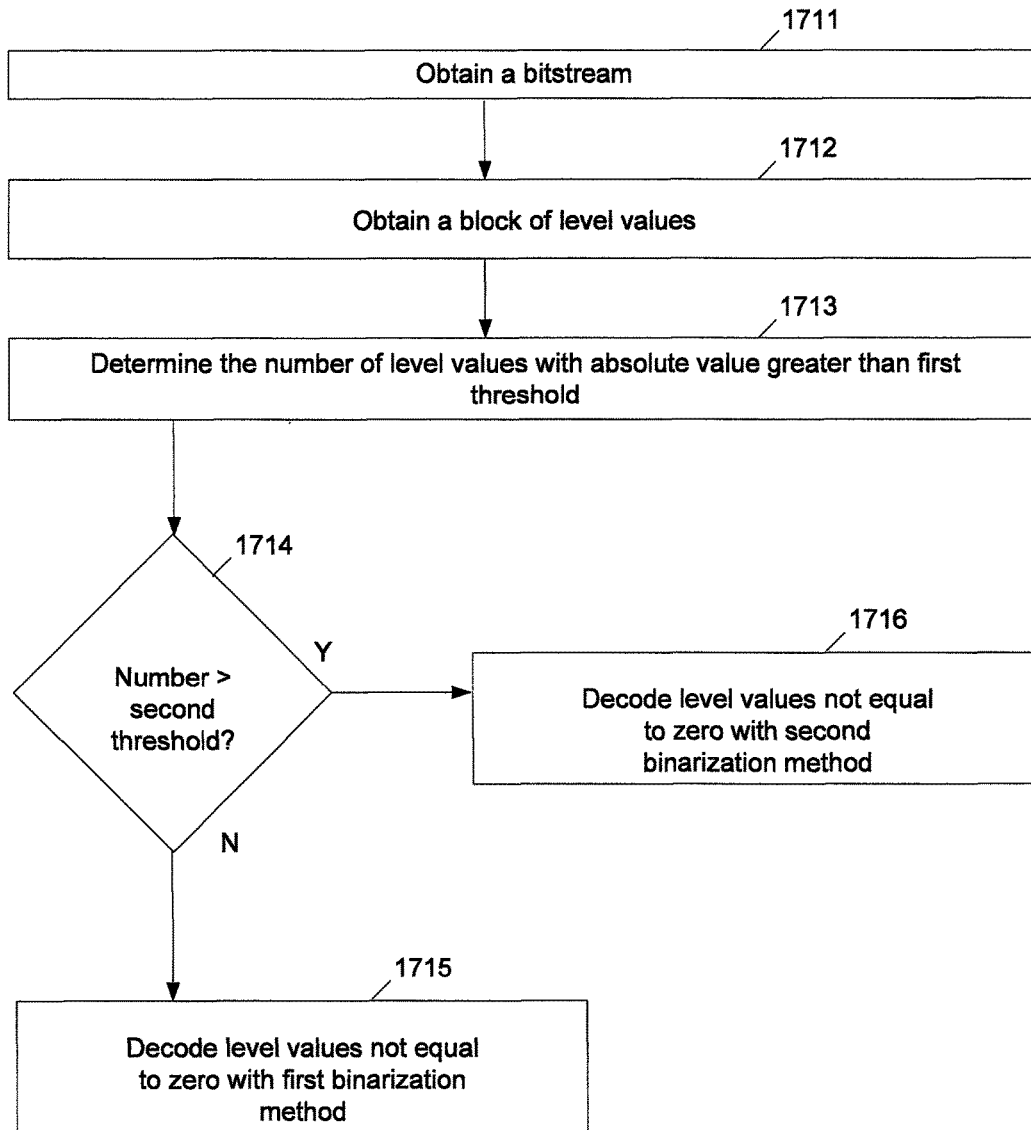 1711
Obtain a bitstream
1712
Obtain a block of level values
1713
Determine the number of level values with absolute value greater than first
threshold
1714
Number >
second
threshold?
Y
N
1716
Decode level values not equal
to zero with second
binarization method
1715
Decode level values not equal
to zero with first binarization
method